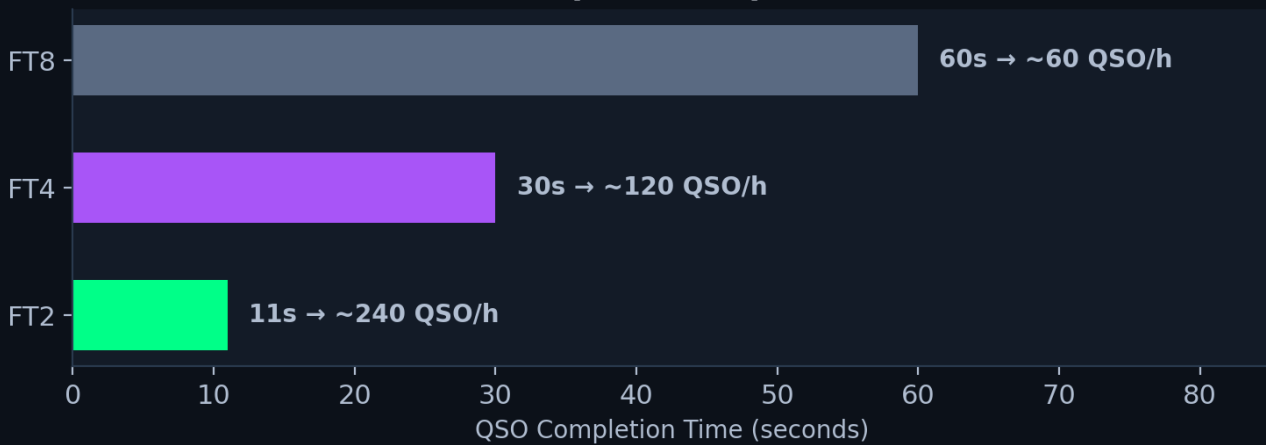 FT8
60s → ~60 QSO/h
FT4
30s → ~120 QSO/h
FT2
11s → ~240 QSO/h
0 10 20 30 40 50 60 70 80
QSO Completion Time (seconds)